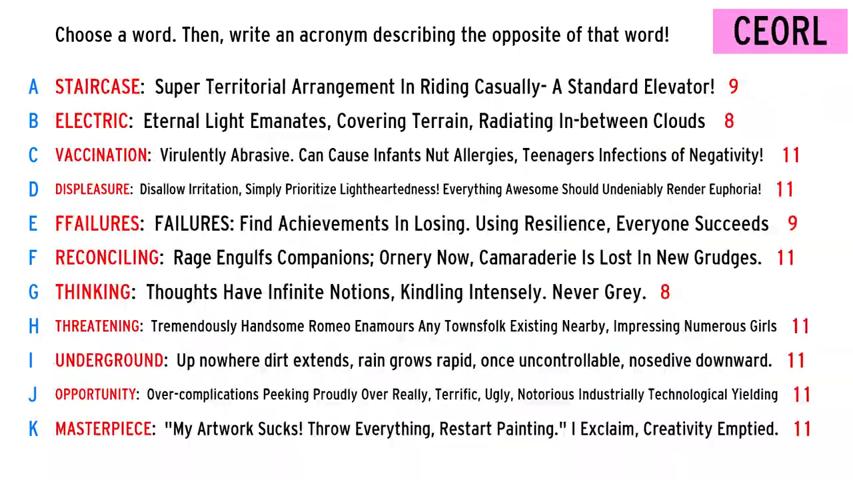 Choose a word. Then, write an acronym describing the opposite of that word!
CEORL
A STAIRCASE: Super Territorial Arrangement In Riding Casually- A Standard Elevator! 9
B ELECTRIC: Eternal Light Emanates, Covering Terrain, Radiating In-between Clouds 8
C VACCINATION: Virulently Abrasive. Can Cause Infants Nut Allergies, Teenagers Infections of Negativity! 11
D DISPLEASURE: Disallow Irritation, Simply Prioritize Lightheartedness! Everything Awesome Should Undeniably Render Euphoria! 11
E FFAILURES: FAILURES: Find Achievements In Losing. Using Resilience, Everyone Succeeds 9
F RECONCILING: Rage Engulfs Companions; Ornery Now, Camaraderie Is Lost In New Grudges. 11
G THINKING: Thoughts Have Infinite Notions, Kindling Intensely. Never Grey. 8
H THREATENING: Tremendously Handsome Romeo Enamours Any Townsfolk Existing Nearby, Impressing Numerous Girls 11
I UNDERGROUND: Up nowhere dirt extends, rain grows rapid, once uncontrollable, nosedive downward. 11
J OPPORTUNITY: Over-complications Peeking Proudly Over Really, Terrific, Ugly, Notorious Industrially Technological Yielding 11
K MASTERPIECE: "My Artwork Sucks! Throw Everything, Restart Painting." I Exclaim, Creativity Emptied. 11